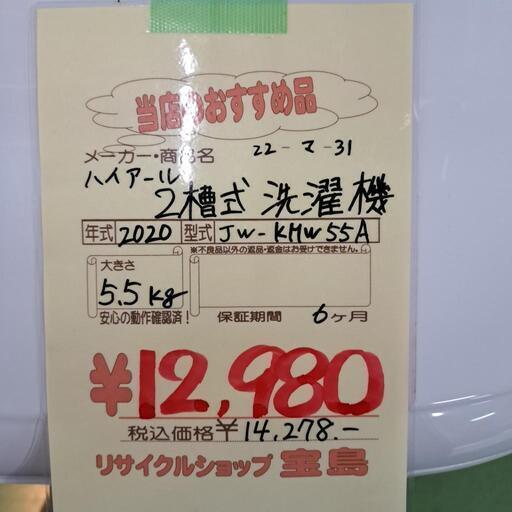 当店のおすすめ品
メーカー・商品名 22-マ-31
ハイアール
2槽式 洗濯機
年式 2020 型式 JW-KHW55A
※不良品以外の返品・返金はお受けできません。
大きさ
5.5kg
安心の動作確認済! 保証期間 6ヶ月
¥12,980
税込価格¥14,278.-
リサイクルショップ 宝島